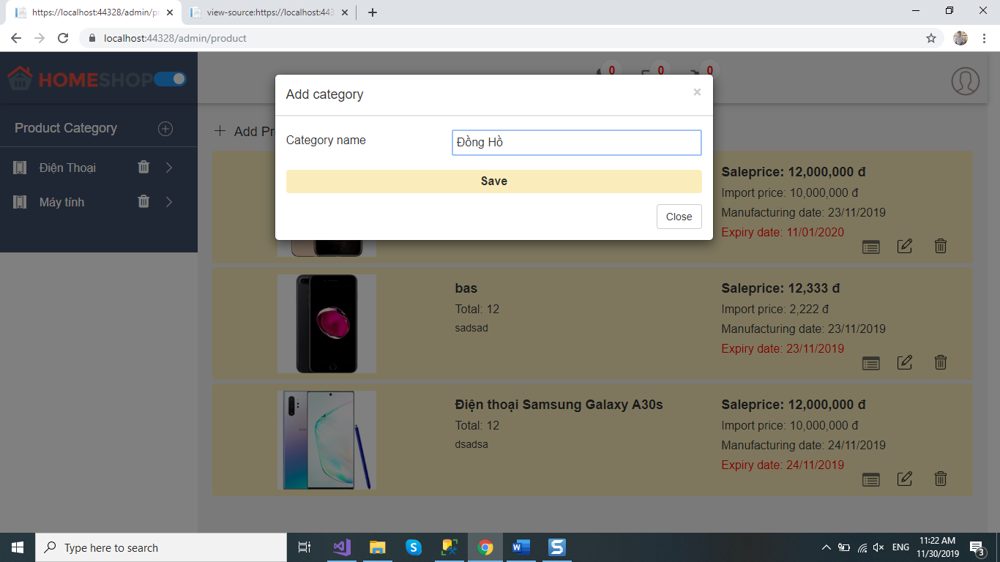 https://localhost:44328/admin/pr
view-source:https://localhost:443
localhost:44328/admin/product
HOMESHOP
0
0
0
Add category
×
Product Category
Add Pr
Category name
Đồng Hồ
Save
Close
Điện Thoại
Máy tính
Saleprice: 12,000,000 đ
Import price: 10,000,000 đ
Manufacturing date: 23/11/2019
Expiry date: 11/01/2020
bas
Total: 12
sadsad
Saleprice: 12,333 đ
Import price: 2,222 đ
Manufacturing date: 23/11/2019
Expiry date: 23/11/2019
Điện thoại Samsung Galaxy A30s
Total: 12
dsadsa
Saleprice: 12,000,000 đ
Import price: 10,000,000 đ
Manufacturing date: 24/11/2019
Expiry date: 24/11/2019
Type here to search
ENG
11:22 AM
11/30/2019
3